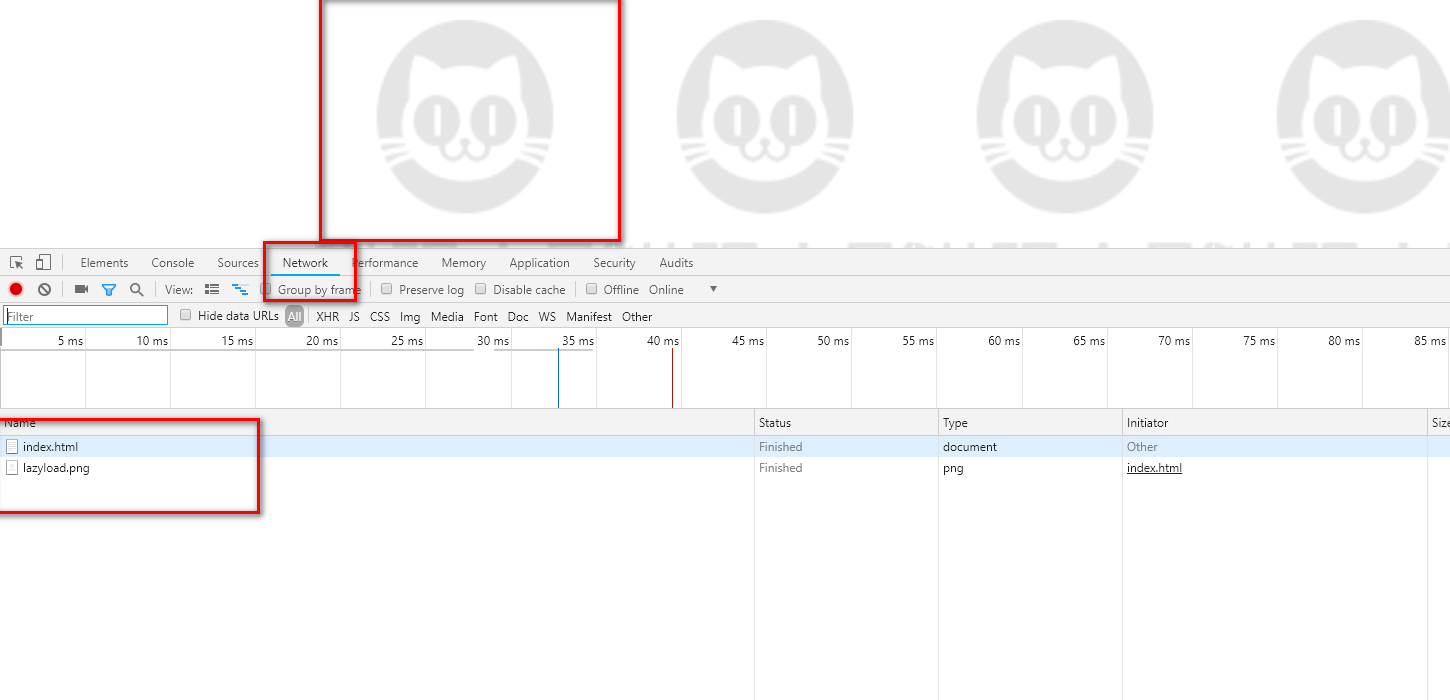 Elements Console Sources Network Performance Memory Application Security Audits
View: Group by frame Preserve log Disable cache Offline Online
Filter Hide data URLs All XHR JS CSS Img Media Font Doc WS Manifest Other
5 ms 10 ms 15 ms 20 ms 25 ms 30 ms 35 ms 40 ms 45 ms 50 ms 55 ms 60 ms 65 ms 70 ms 75 ms 80 ms 85 ms
Name Status Type Initiator Size
index.html Finished document Other
lazyload.png Finished png index.html